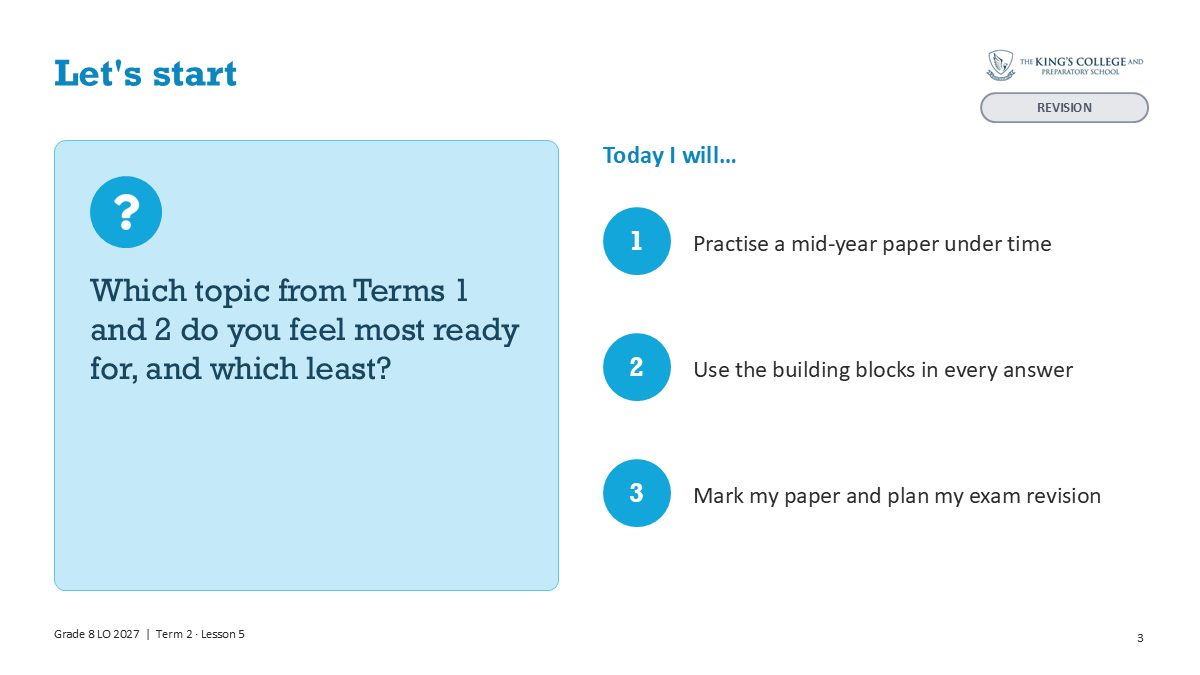 Let's start
THE KING'S COLLEGE AND
PREPARATORY SCHOOL
REVISION
?
Which topic from Terms 1
and 2 do you feel most ready
for, and which least?
Today I will...
1
Practise a mid-year paper under time
2
Use the building blocks in every answer
3
Mark my paper and plan my exam revision
Grade 8 LO 2027 | Term 2 · Lesson 5
3